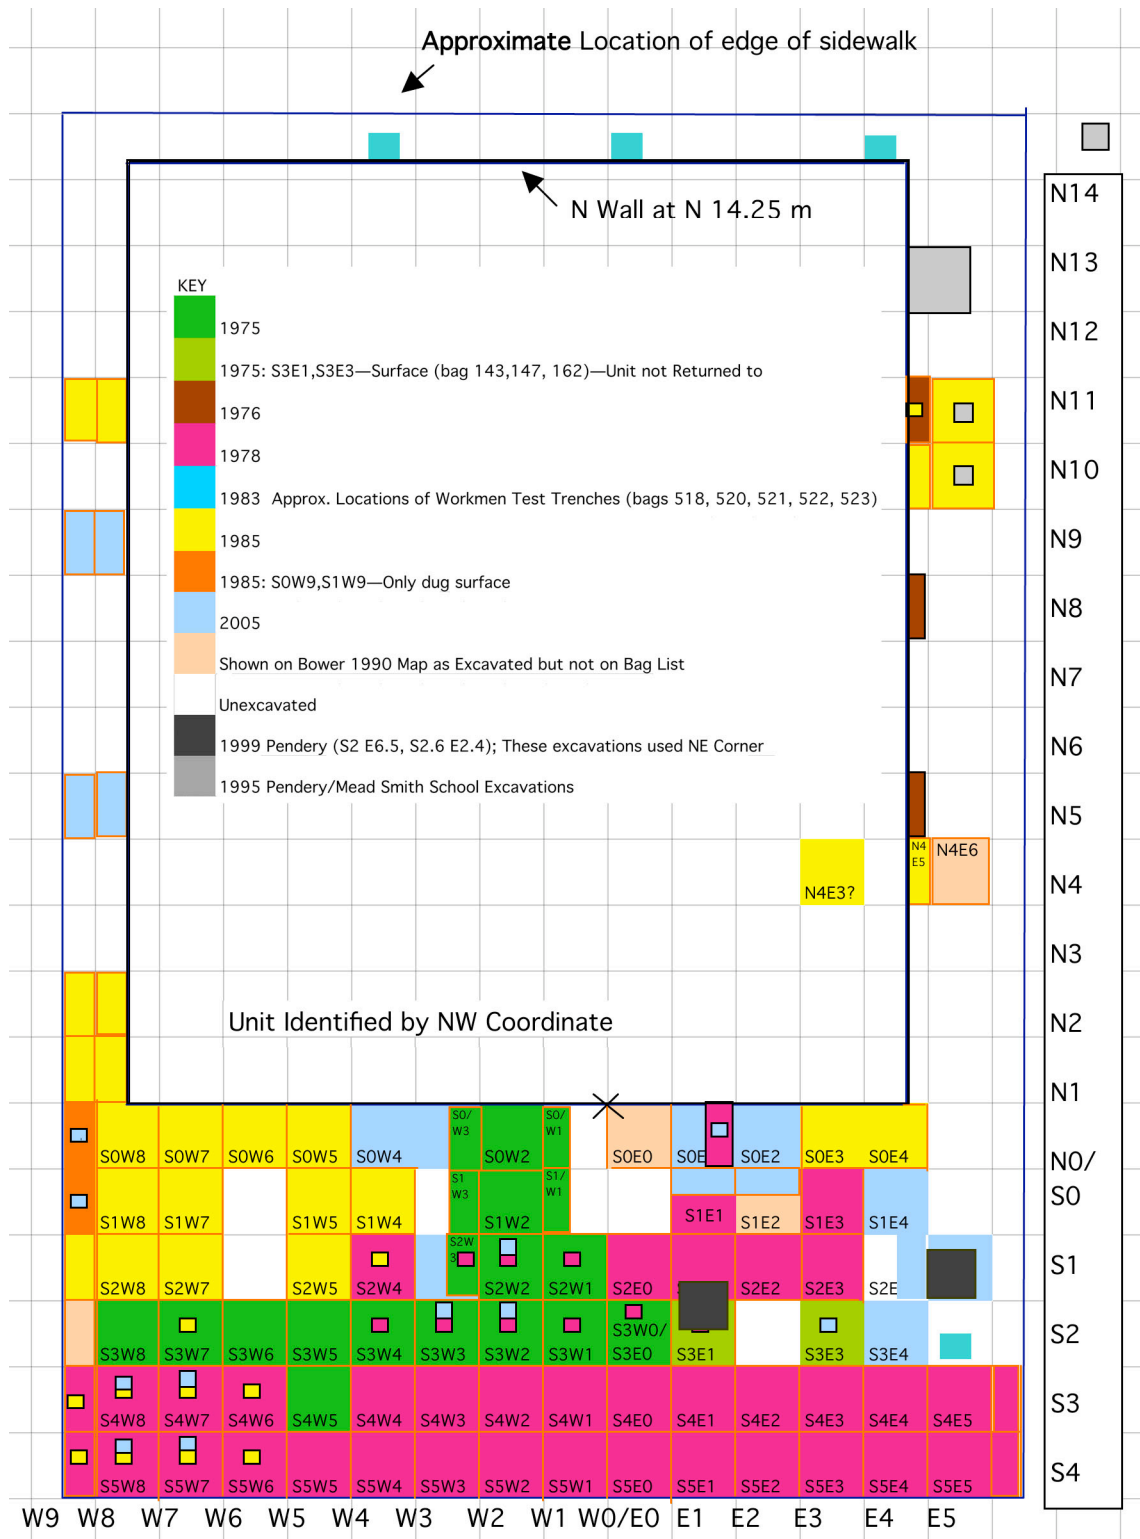 Approximate Location of edge of sidewalk
N Wall at N 14.25 m
KEY
1975
1975: S3E1,S3E3—Surface (bag 143,147, 162)—Unit not Returned to
1976
1978
1983 Approx. Locations of Workmen Test Trenches (bags 518, 520, 521, 522, 523)
1985
1985: S0W9,S1W9—Only dug surface
2005
Shown on Bower 1990 Map as Excavated but not on Bag List
Unexcavated
1999 Pendery (S2 E6.5, S2.6 E2.4); These excavations used NE Corner
1995 Pendery/Mead Smith School Excavations
N14
N13
N12
N11
N10
N9
N8
N7
N6
N5
N4
N3
N2
N1
N0/
S0
S1
S2
S3
S4
N4
E5
N4E6
N4E3?
Unit Identified by NW Coordinate
S0/
W3
S0/
W1
S0W8 S0W7 S0W6 S0W5 S0W4 S0W2 S0E0 S0E S0E2 S0E3 S0E4
S1
W3
S1/
W1
S1W8 S1W7 S1W5 S1W4 S1W2 S1E1 S1E2 S1E3 S1E4
S2W
3
S2W8 S2W7 S2W5 S2W4 S2W2 S2W1 S2E0 S2E2 S2E3 S2E
S3W0/
S3W8 S3W7 S3W6 S3W5 S3W4 S3W3 S3W2 S3W1 S3E0 S3E1 S3E3 S3E4
S4W8 S4W7 S4W6 S4W5 S4W4 S4W3 S4W2 S4W1 S4E0 S4E1 S4E2 S4E3 S4E4 S4E5
S5W8 S5W7 S5W6 S5W5 S5W4 S5W3 S5W2 S5W1 S5E0 S5E1 S5E2 S5E3 S5E4 S5E5
W9 W8 W7 W6 W5 W4 W3 W2 W1 W0/E0 E1 E2 E3 E4 E5